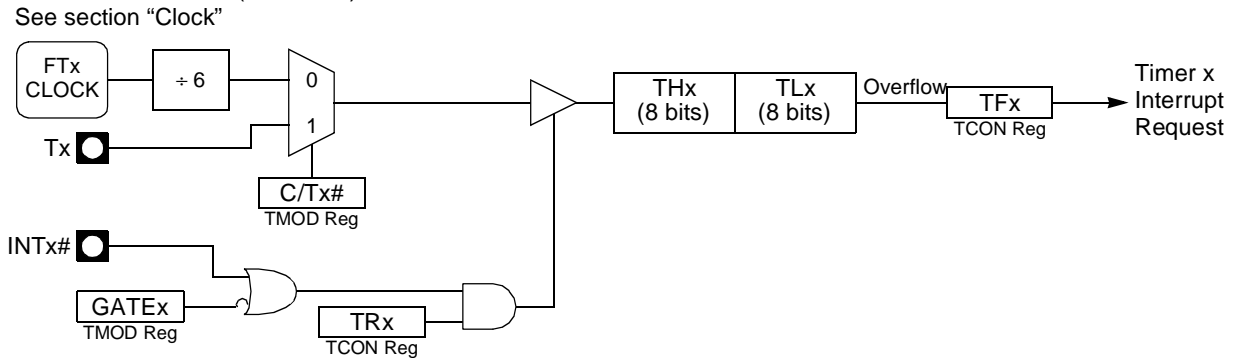 See section “Clock”
FTx
CLOCK
÷ 6
0
1
Tx
C/Tx#
TMOD Reg
THx
(8 bits)
TLx
(8 bits)
Overflow
TFx
TCON Reg
Timer x
Interrupt
Request
INTx#
GATEx
TMOD Reg
TRx
TCON Reg